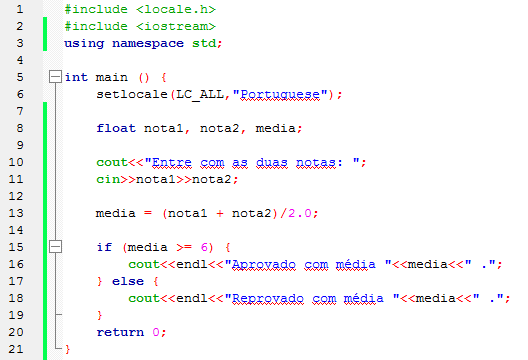 1 #include <locale.h>
2 #include <iostream>
3 using namespace std;
4
5 int main () {
6 setlocale(LC_ALL,"Portuguese");
7
8 float nota1, nota2, media;
9
10 cout<<"Entre com as duas notas: ";
11 cin>>nota1>>nota2;
12
13 media = (nota1 + nota2)/2.0;
14
15 if (media >= 6) {
16 cout<<endl<<"Aprovado com média "<<media<<" .";
17 } else {
18 cout<<endl<<"Reprovado com média "<<media<<" .";
19 }
20 return 0;
21 }